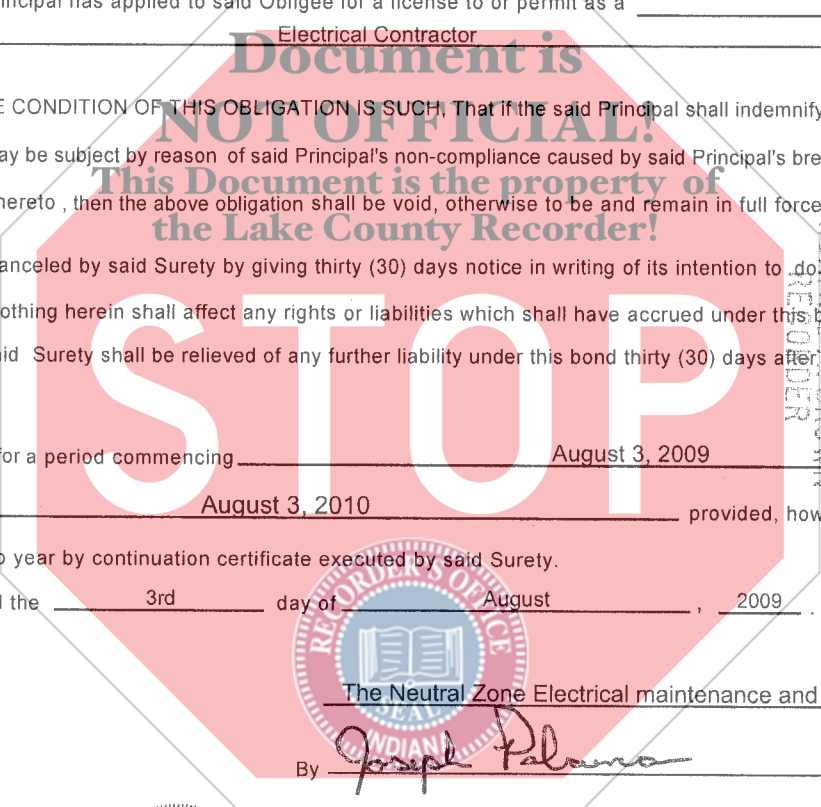 ncipal has applied to said Obligee for a license to or permit as a
Electrical Contractor
Document is
E CONDITION OF THIS OBLIGATION IS SUCH, That if the said Principal shall indemnify
NOT OFFICIAL!
ay be subject by reason of said Principal's non-compliance caused by said Principal's bre
This Document is the property of
hereto , then the above obligation shall be void, otherwise to be and remain in full force
the Lake County Recorder!
anceled by said Surety by giving thirty (30) days notice in writing of its intention to do
othing herein shall affect any rights or liabilities which shall have accrued under this b
aid Surety shall be relieved of any further liability under this bond thirty (30) days after
RECORDER
STOP
for a period commencing August 3, 2009
August 3, 2010 provided, how
o year by continuation certificate executed by said Surety.
d the 3rd day of August , 2009 .
RECORDER'S OFFICE
The Neutral Zone Electrical maintenance and
SEAL
INDIANA
By Joseph